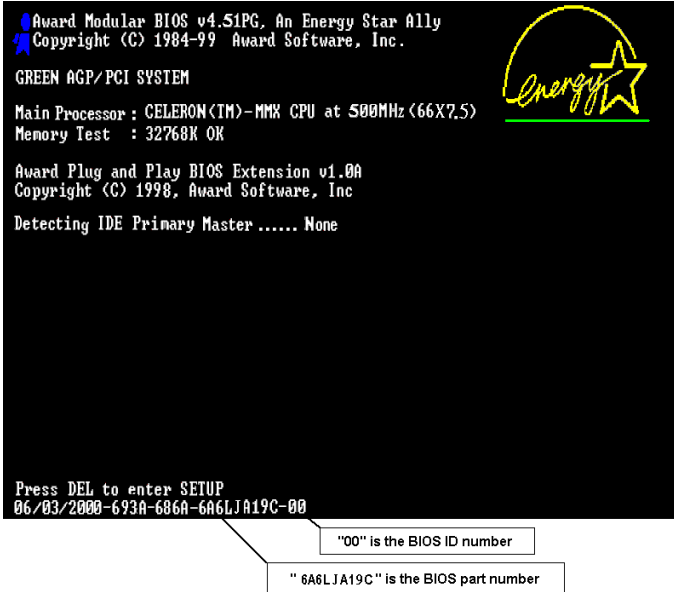 Award Modular BIOS v4.51PG, An Energy Star Ally
Copyright (C) 1984-99 Award Software, Inc.
energy
GREEN AGP/PCI SYSTEM
Main Processor : CELERON(TM)-MMX CPU at 500MHz(66X7.5)
Memory Test : 32768K OK
Award Plug and Play BIOS Extension v1.0A
Copyright (C) 1998, Award Software, Inc
Detecting IDE Primary Master ...... None
Press DEL to enter SETUP
06/03/2000-693A-686A-6A6LJA19C-00
"00" is the BIOS ID number
" 6A6LJA19C" is the BIOS part number